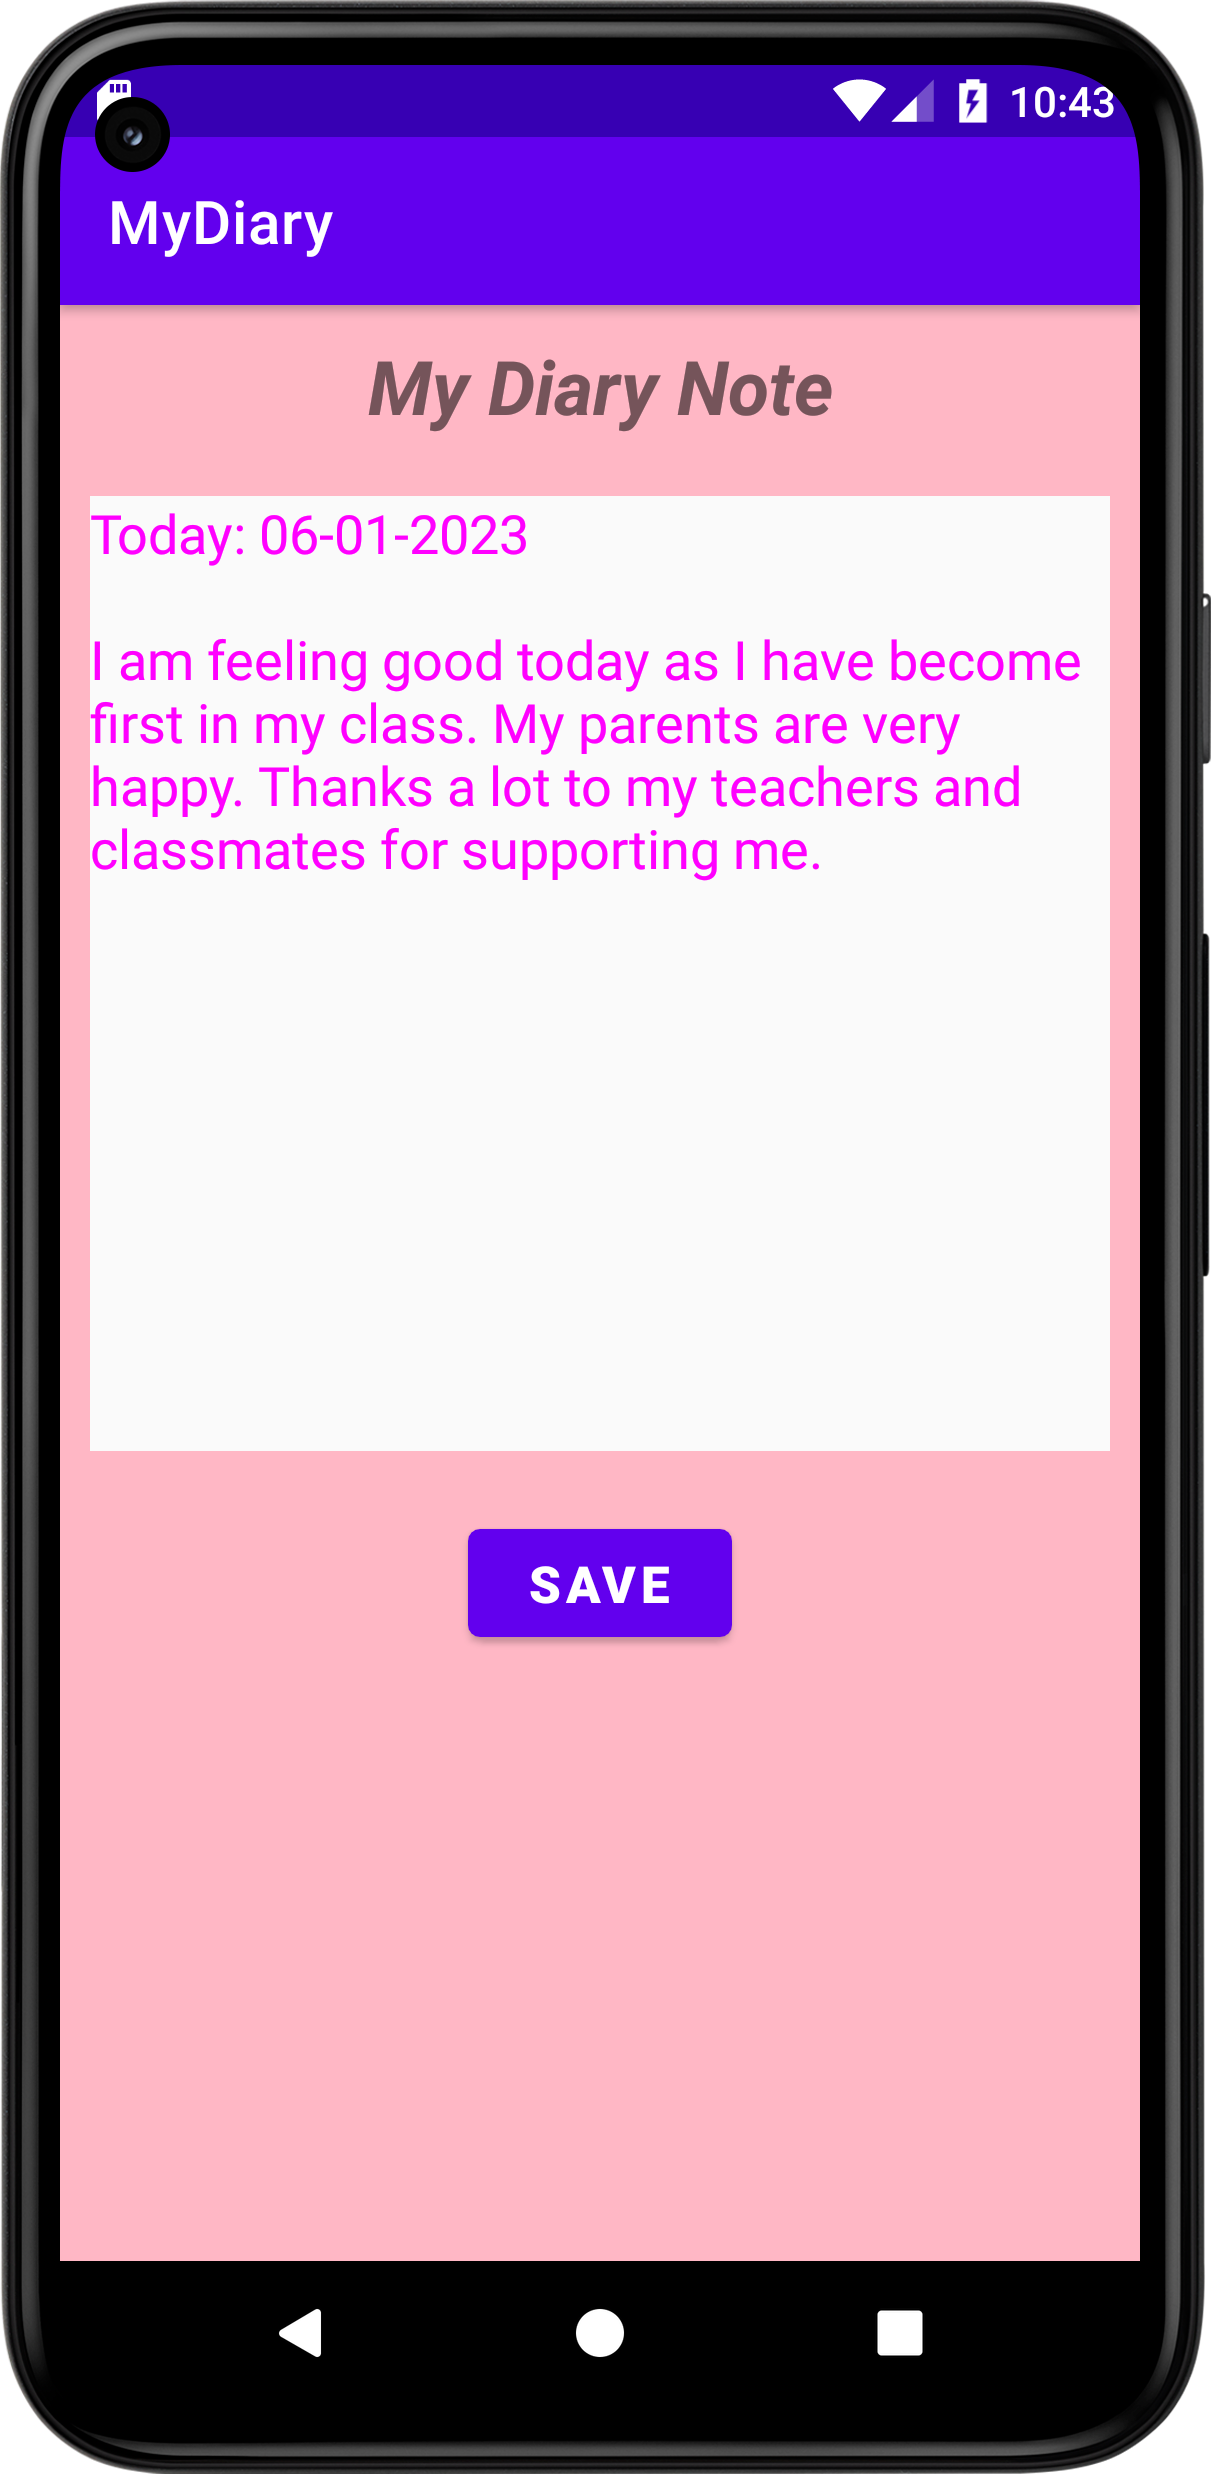 10:43
MyDiary
My Diary Note
Today: 06-01-2023
I am feeling good today as I have become
first in my class. My parents are very
happy. Thanks a lot to my teachers and
classmates for supporting me.
SAVE